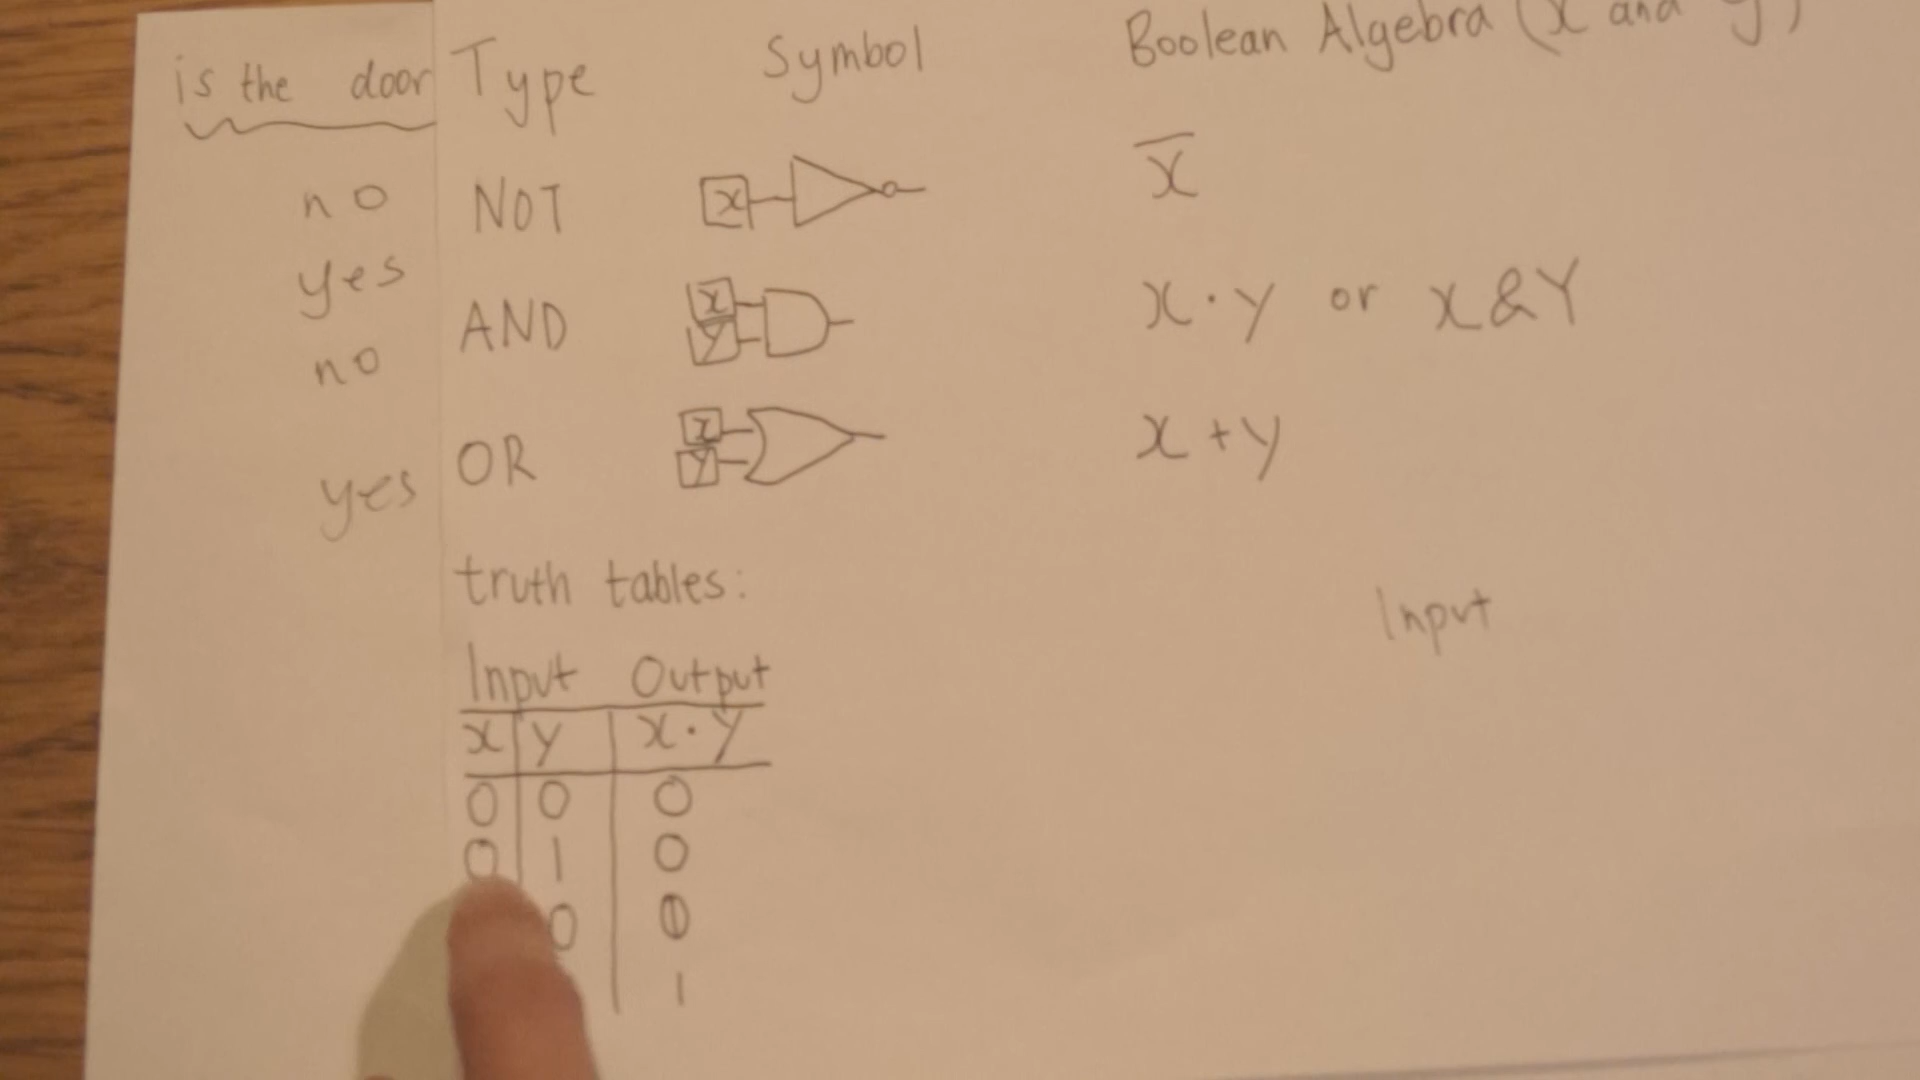 is the door
no
yes
no
yes
Type Symbol Boolean Algebra (x and y)
NOT x x̅
AND x y x · y or x & Y
OR x y x + y
truth tables:
Input
Input Output
x y x · y
0 0 0
0 1 0
0
1